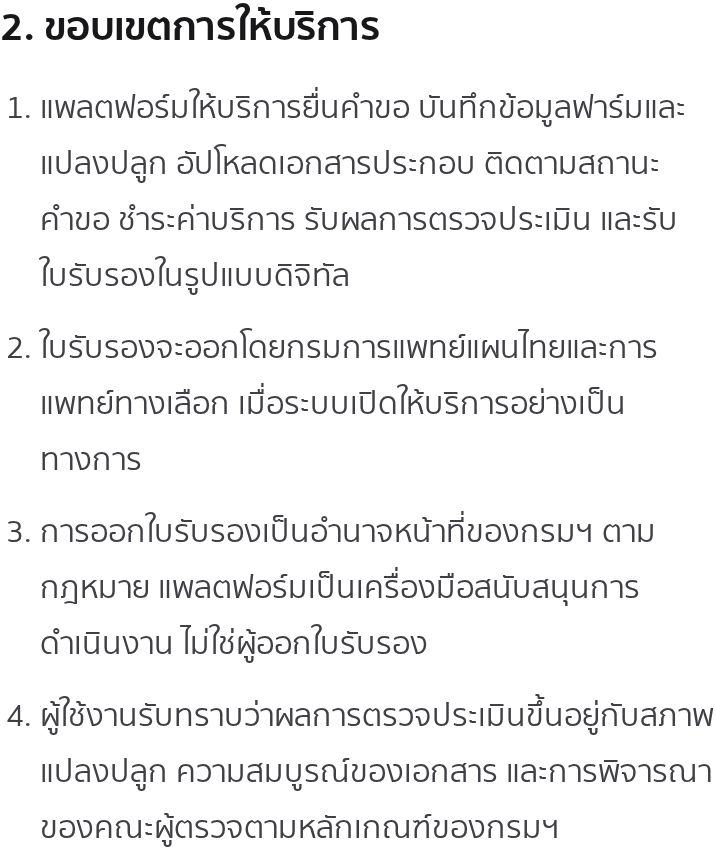 2. ขอบเขตการให้บริการ
1. แพลตฟอร์มให้บริการยื่นคำขอ บันทึกข้อมูลฟาร์มและ
แปลงปลูก อัปโหลดเอกสารประกอบ ติดตามสถานะ
คำขอ ชำระค่าบริการ รับผลการตรวจประเมิน และรับ
ใบรับรองในรูปแบบดิจิทัล
2. ใบรับรองจะออกโดยกรมการแพทย์แผนไทยและการ
แพทย์ทางเลือก เมื่อระบบเปิดให้บริการอย่างเป็น
ทางการ
3. การออกใบรับรองเป็นอำนาจหน้าที่ของกรมฯ ตาม
กฎหมาย แพลตฟอร์มเป็นเครื่องมือสนับสนุนการ
ดำเนินงาน ไม่ใช่ผู้ออกใบรับรอง
4. ผู้ใช้งานรับทราบว่าผลการตรวจประเมินขึ้นอยู่กับสภาพ
แปลงปลูก ความสมบูรณ์ของเอกสาร และการพิจารณา
ของคณะผู้ตรวจตามหลักเกณฑ์ของกรมฯ